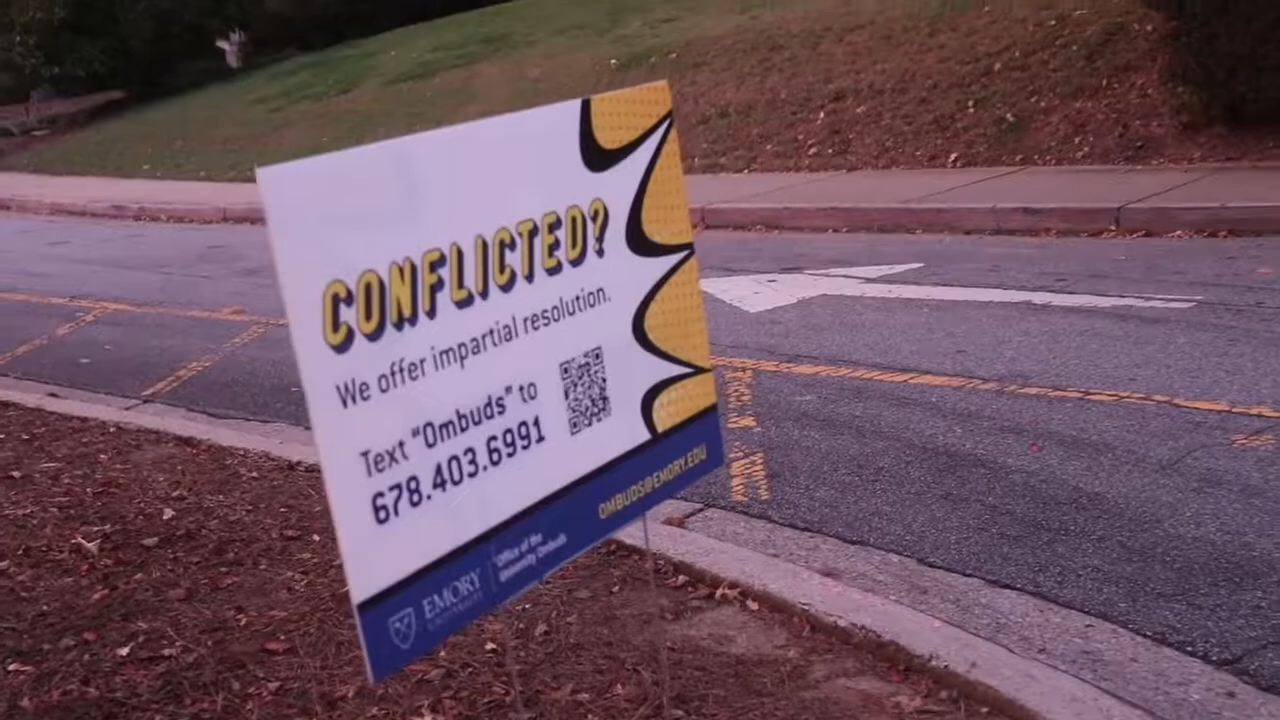 CONFLICTED?
We offer impartial resolution.
Text “Ombuds” to
678.403.6991
OMBUDS@EMORY.EDU
EMORY
UNIVERSITY
Office of the
University Ombuds